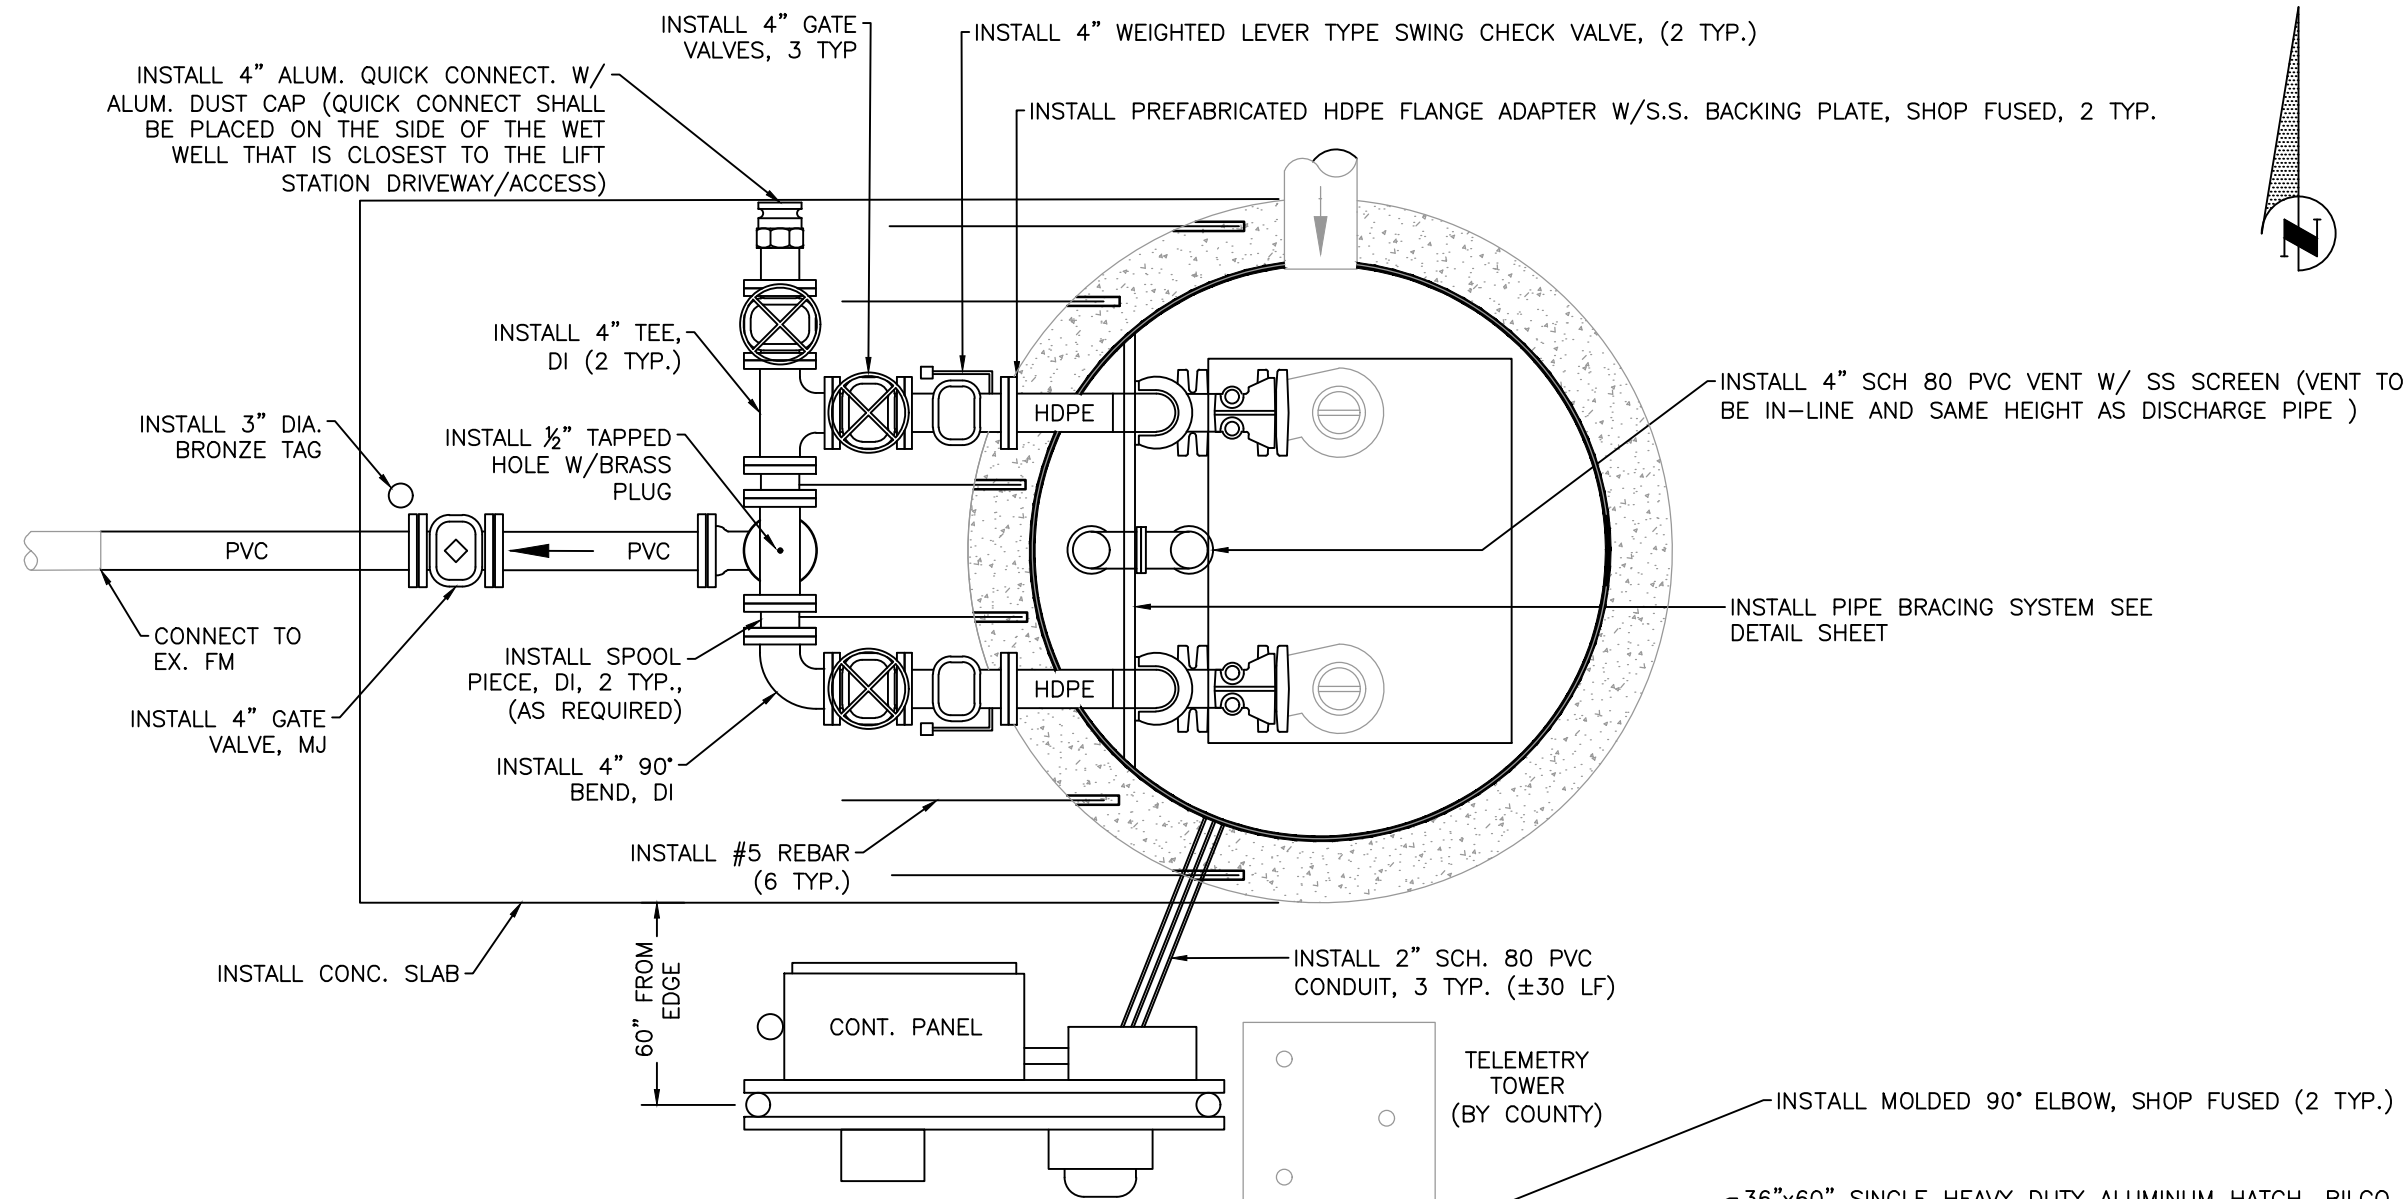 INSTALL 4" GATE
VALVES, 3 TYP
INSTALL 4" WEIGHTED LEVER TYPE SWING CHECK VALVE, (2 TYP.)
INSTALL 4" ALUM. QUICK CONNECT. W/
ALUM. DUST CAP (QUICK CONNECT SHALL
BE PLACED ON THE SIDE OF THE WET
WELL THAT IS CLOSEST TO THE LIFT
STATION DRIVEWAY/ACCESS)
INSTALL PREFABRICATED HDPE FLANGE ADAPTER W/S.S. BACKING PLATE, SHOP FUSED, 2 TYP.
N
INSTALL 4" TEE,
DI (2 TYP.)
INSTALL 4" SCH 80 PVC VENT W/ SS SCREEN (VENT TO
BE IN-LINE AND SAME HEIGHT AS DISCHARGE PIPE )
INSTALL 3" DIA.
BRONZE TAG
INSTALL ½" TAPPED
HOLE W/BRASS
PLUG
HDPE
PVC
PVC
CONNECT TO
EX. FM
INSTALL PIPE BRACING SYSTEM SEE
DETAIL SHEET
INSTALL SPOOL
PIECE, DI, 2 TYP.,
(AS REQUIRED)
HDPE
INSTALL 4" GATE
VALVE, MJ
INSTALL 4" 90°
BEND, DI
INSTALL #5 REBAR
(6 TYP.)
INSTALL CONC. SLAB
60" FROM
EDGE
INSTALL 2" SCH. 80 PVC
CONDUIT, 3 TYP. (±30 LF)
CONT. PANEL
TELEMETRY
TOWER
(BY COUNTY)
INSTALL MOLDED 90° ELBOW, SHOP FUSED (2 TYP.)
36"x60" SINGLE HEAVY DUTY ALUMINUM HATCH, BILCO